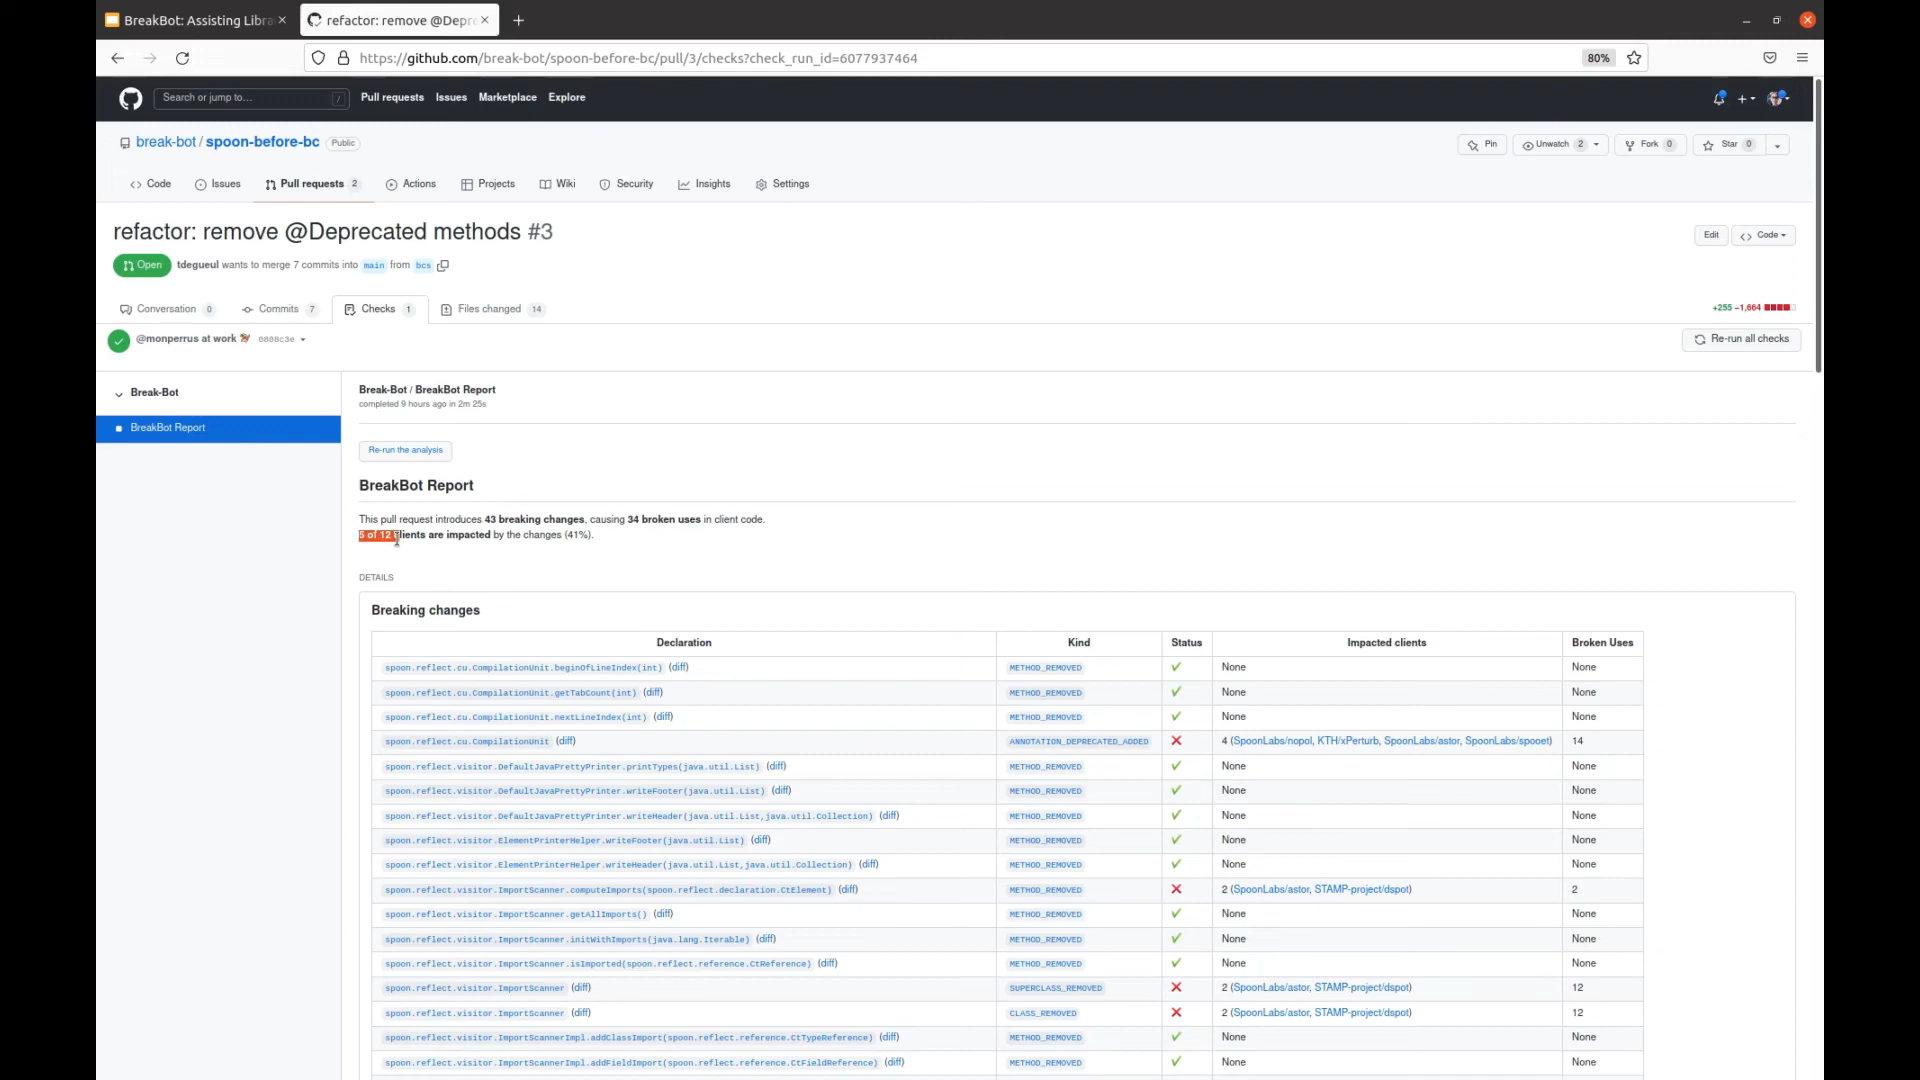 BreakBot: Assisting Libra
refactor: remove @Depre
https://github.com/break-bot/spoon-before-bc/pull/3/checks?check_run_id=6077937464
80%
Search or jump to…
/
Pull requests
Issues
Marketplace
Explore
break-bot / spoon-before-bc
Public
Pin
Unwatch 2
Fork 0
Star 0
Code
Issues
Pull requests 2
Actions
Projects
Wiki
Security
Insights
Settings
refactor: remove @Deprecated methods #3
Edit
Code
Open
tdegueul wants to merge 7 commits into main from bcs
Conversation 0
Commits 7
Checks 1
Files changed 14
+255 −1,664
@monperrus at work
0808c3e
Re-run all checks
Break-Bot
BreakBot Report
Break-Bot / BreakBot Report
completed 9 hours ago in 2m 25s
Re-run the analysis
BreakBot Report
This pull request introduces 43 breaking changes, causing 34 broken uses in client code.
5 of 12 clients are impacted by the changes (41%).
DETAILS
Breaking changes
Declaration Kind Status Impacted clients Broken Uses
spoon.reflect.cu.CompilationUnit.beginOfLineIndex(int) (diff) METHOD_REMOVED ✔ None None
spoon.reflect.cu.CompilationUnit.getTabCount(int) (diff) METHOD_REMOVED ✔ None None
spoon.reflect.cu.CompilationUnit.nextLineIndex(int) (diff) METHOD_REMOVED ✔ None None
spoon.reflect.cu.CompilationUnit (diff) ANNOTATION_DEPRECATED_ADDED ❌ 4 (SpoonLabs/nopol, KTH/xPerturb, SpoonLabs/astor, SpoonLabs/spooet) 14
spoon.reflect.visitor.DefaultJavaPrettyPrinter.printTypes(java.util.List) (diff) METHOD_REMOVED ✔ None None
spoon.reflect.visitor.DefaultJavaPrettyPrinter.writeFooter(java.util.List) (diff) METHOD_REMOVED ✔ None None
spoon.reflect.visitor.DefaultJavaPrettyPrinter.writeHeader(java.util.List,java.util.Collection) (diff) METHOD_REMOVED ✔ None None
spoon.reflect.visitor.ElementPrinterHelper.writeFooter(java.util.List) (diff) METHOD_REMOVED ✔ None None
spoon.reflect.visitor.ElementPrinterHelper.writeHeader(java.util.List,java.util.Collection) (diff) METHOD_REMOVED ✔ None None
spoon.reflect.visitor.ImportScanner.computeImports(spoon.reflect.declaration.CtElement) (diff) METHOD_REMOVED ❌ 2 (SpoonLabs/astor, STAMP-project/dspot) 2
spoon.reflect.visitor.ImportScanner.getAllImports() (diff) METHOD_REMOVED ✔ None None
spoon.reflect.visitor.ImportScanner.initWithImports(java.lang.Iterable) (diff) METHOD_REMOVED ✔ None None
spoon.reflect.visitor.ImportScanner.isImported(spoon.reflect.reference.CtReference) (diff) METHOD_REMOVED ✔ None None
spoon.reflect.visitor.ImportScanner (diff) SUPERCLASS_REMOVED ❌ 2 (SpoonLabs/astor, STAMP-project/dspot) 12
spoon.reflect.visitor.ImportScanner (diff) CLASS_REMOVED ❌ 2 (SpoonLabs/astor, STAMP-project/dspot) 12
spoon.reflect.visitor.ImportScannerImpl.addClassImport(spoon.reflect.reference.CtTypeReference) (diff) METHOD_REMOVED ✔ None None
spoon.reflect.visitor.ImportScannerImpl.addFieldImport(spoon.reflect.reference.CtFieldReference) (diff) METHOD_REMOVED ✔ None None